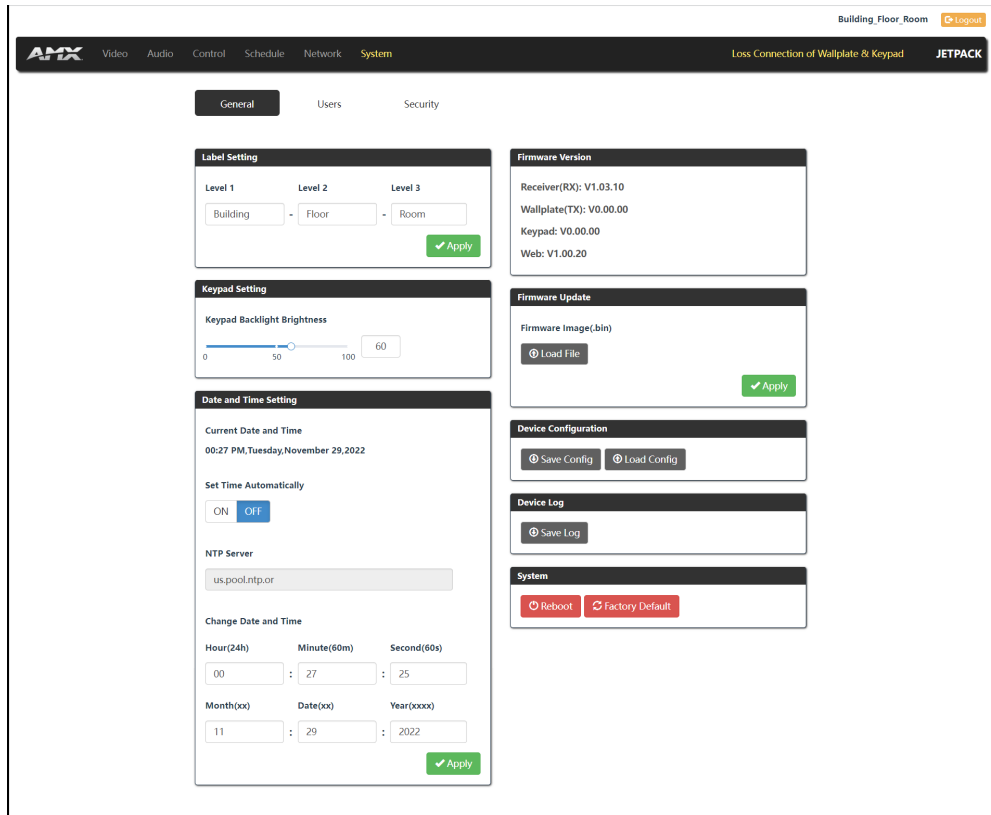 Building_Floor_Room Logout
AMX Video Audio Control Schedule Network System Loss Connection of Wallplate & Keypad JETPACK
General Users Security
Label Setting
Level 1 Level 2 Level 3
Building - Floor - Room
Apply
Keypad Setting
Keypad Backlight Brightness
60
0 50 100
Date and Time Setting
Current Date and Time
00:27 PM,Tuesday,November 29,2022
Set Time Automatically
ON OFF
NTP Server
us.pool.ntp.or
Change Date and Time
Hour(24h) Minute(60m) Second(60s)
00 : 27 : 25
Month(xx) Date(xx) Year(xxxx)
11 : 29 : 2022
Apply
Firmware Version
Receiver(RX): V1.03.10
Wallplate(TX): V0.00.00
Keypad: V0.00.00
Web: V1.00.20
Firmware Update
Firmware Image(.bin)
Load File
Apply
Device Configuration
Save Config Load Config
Device Log
Save Log
System
Reboot Factory Default